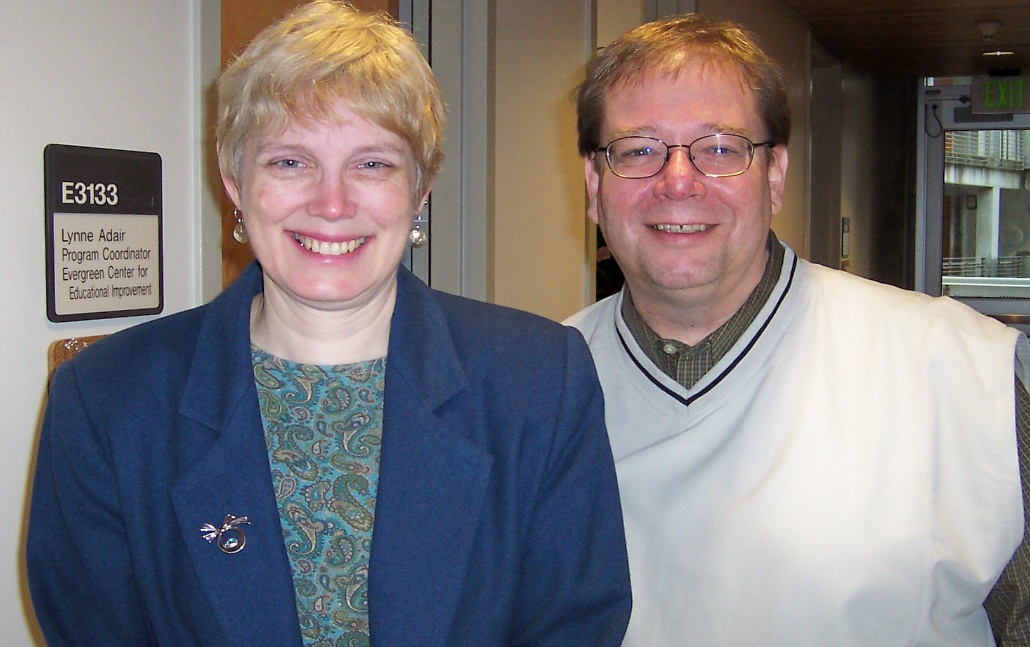 E3133
Lynne Adair
Program Coordinator
Evergreen Center for
Educational Improvement
EXIT